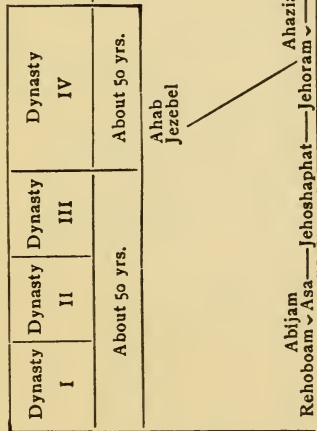 Dynasty Dynasty Dynasty Dynasty
I II III IV
About 50 yrs. About 50 yrs.
Ahab
Jezebel
Abijam Ahazia
Rehoboam ⌄ Asa——Jehoshaphat——Jehoram ⌄